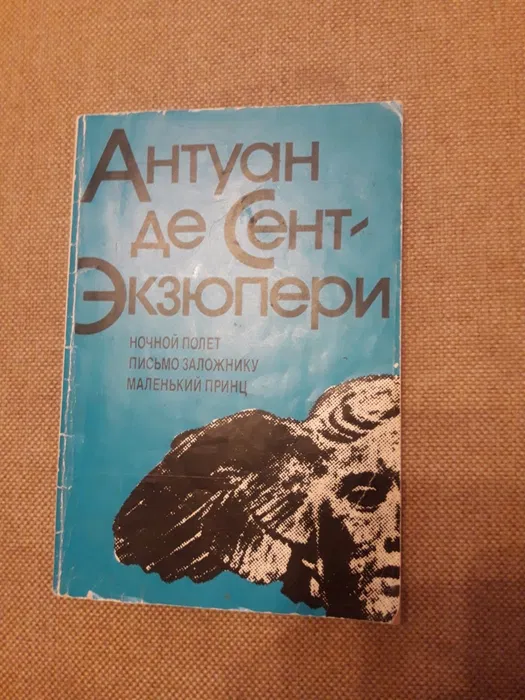 Антуан
де Сент-
Экзюпери
НОЧНОЙ ПОЛЕТ
ПИСЬМО ЗАЛОЖНИКУ
МАЛЕНЬКИЙ ПРИНЦ